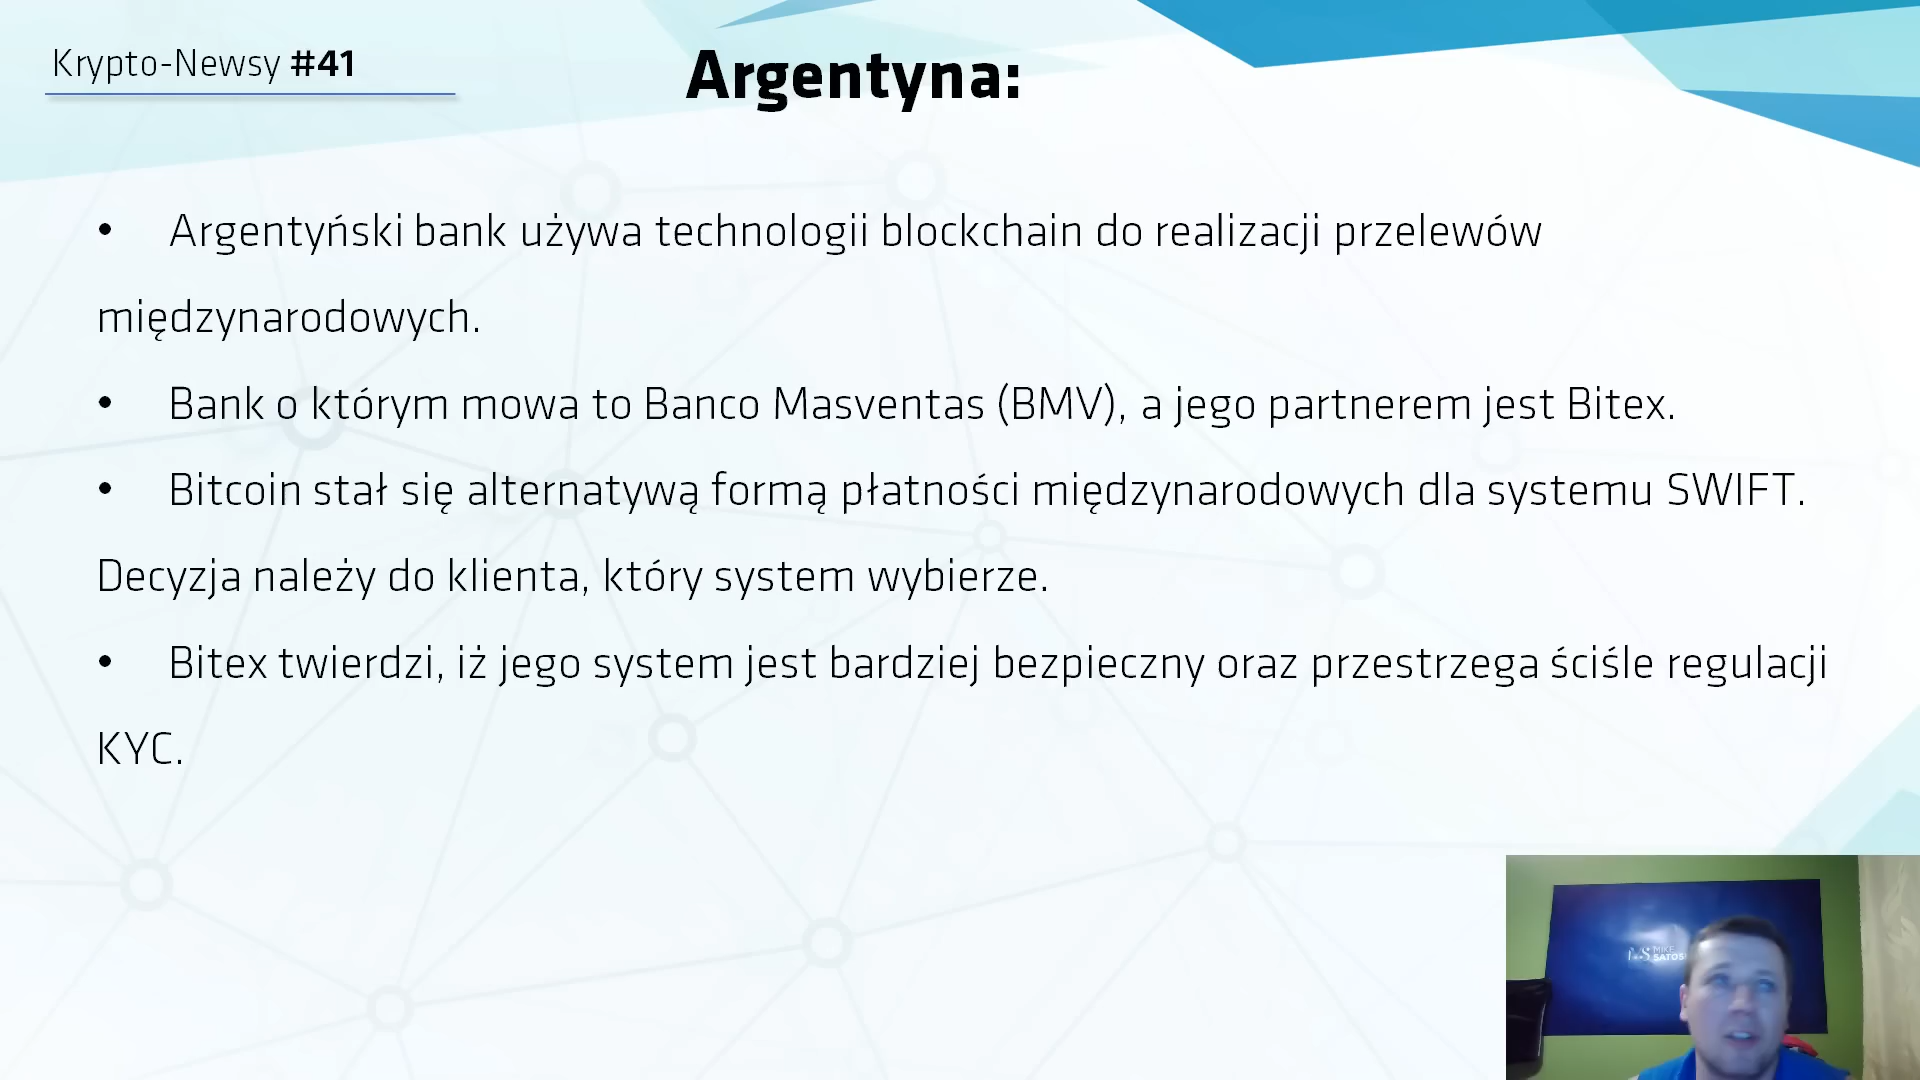 Krypto-Newsy #41
Argentyna:
• Argentyński bank używa technologii blockchain do realizacji przelewów
międzynarodowych.
• Bank o którym mowa to Banco Masventas (BMV), a jego partnerem jest Bitex.
• Bitcoin stał się alternatywą formą płatności międzynarodowych dla systemu SWIFT.
Decyzja należy do klienta, który system wybierze.
• Bitex twierdzi, iż jego system jest bardziej bezpieczny oraz przestrzega ściśle regulacji
KYC.
MS MIKE